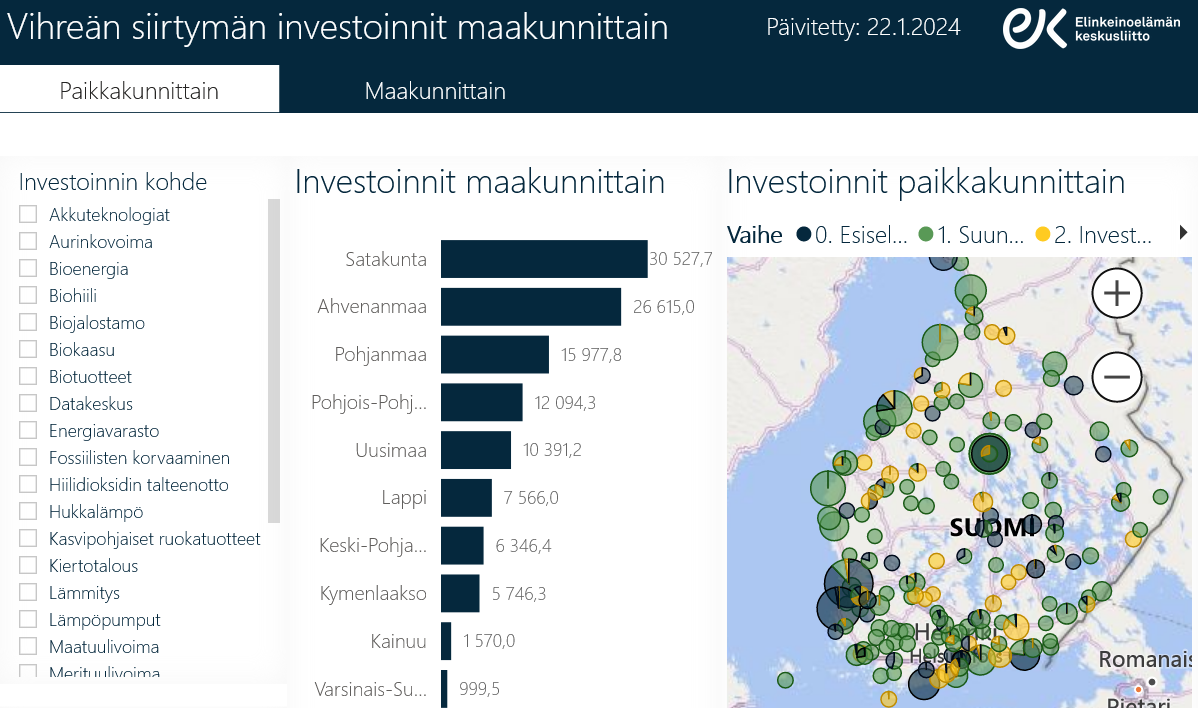 Vihreän siirtymän investoinnit maakunnittain
Päivitetty: 22.1.2024
ek Elinkeinoelämän
keskusliitto
Paikkakunnittain
Maakunnittain
Investoinnin kohde
Akkuteknologiat
Aurinkovoima
Bioenergia
Biohiili
Biojalostamo
Biokaasu
Biotuotteet
Datakeskus
Energiavarasto
Fossiilisten korvaaminen
Hiilidioksidin talteenotto
Hukkalämpö
Kasvipohjaiset ruokatuotteet
Kiertotalous
Lämmitys
Lämpöpumput
Maatuulivoima
Merituulivoima
Investoinnit maakunnittain
Satakunta 30 527,7
Ahvenanmaa 26 615,0
Pohjanmaa 15 977,8
Pohjois-Pohj... 12 094,3
Uusimaa 10 391,2
Lappi 7 566,0
Keski-Pohja... 6 346,4
Kymenlaakso 5 746,3
Kainuu 1 570,0
Varsinais-Su... 999,5
Investoinnit paikkakunnittain
Vaihe 0. Esisel... 1. Suun... 2. Invest...
SUOMI
Romanais
Pietari